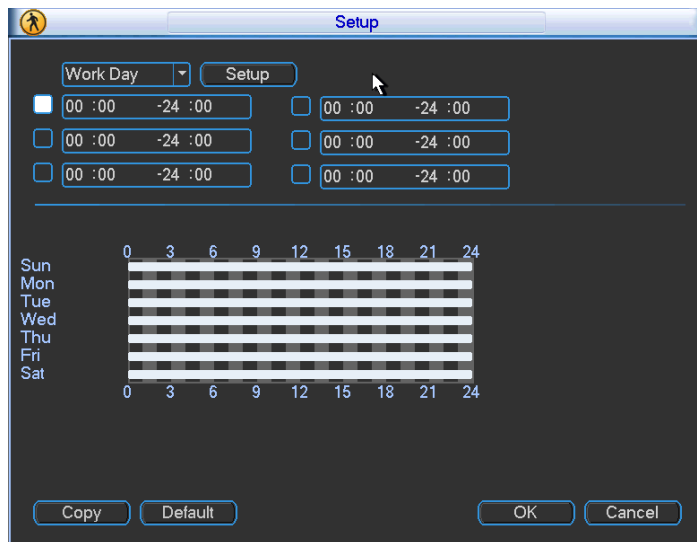 Setup
Work Day Setup
00 :00 -24 :00 00 :00 -24 :00
00 :00 -24 :00 00 :00 -24 :00
00 :00 -24 :00 00 :00 -24 :00
0 3 6 9 12 15 18 21 24
Sun
Mon
Tue
Wed
Thu
Fri
Sat
0 3 6 9 12 15 18 21 24
Copy Default OK Cancel